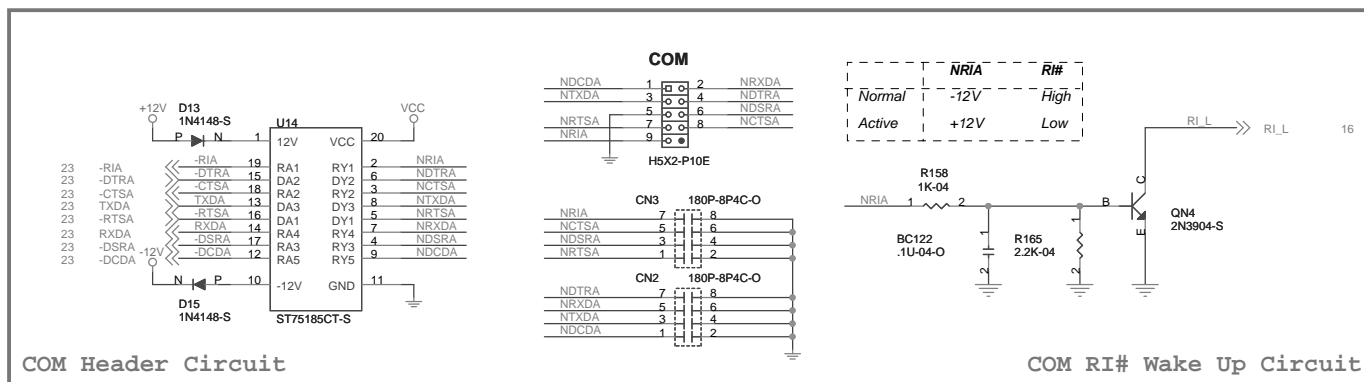 COM
NDCDA 1 2 NRXDA
NTXDA 3 4 NDTRA
5 6 NDSRA
NRTSA 7 8 NCTSA
NRIA 9
H5X2-P10E
NRIA RI#
Normal -12V High
Active +12V Low
+12V D13 VCC
1N4148-S U14
P N 1 12V VCC 20
23 -RIA -RIA 19 RA1 RY1 2 NRIA
23 -DTRA -DTRA 15 DA2 DY2 6 NDTRA
23 -CTSA -CTSA 18 RA2 RY2 3 NCTSA
23 TXDA TXDA 13 DA3 DY3 8 NTXDA
23 -RTSA -RTSA 16 DA1 DY1 5 NRTSA
23 RXDA RXDA 14 RA4 RY4 7 NRXDA
23 -DSRA -DSRA 17 RA3 RY3 4 NDSRA
23 -DCDA -DCDA 12 RA5 RY5 9 NDCDA
-12V
N P 10 -12V GND 11
D15
1N4148-S
ST75185CT-S
CN3 180P-8P4C-O
NRIA 7 8
NCTSA 5 6
NDSRA 3 4
NRTSA 1 2
CN2 180P-8P4C-O
NDTRA 7 8
NRXDA 5 6
NTXDA 3 4
NDCDA 1 2
RI_L RI_L 16
R158
1K-04
NRIA 1 2 B C E
QN4
2N3904-S
BC122
.1U-04-O
1 2
R165
2.2K-04
1 2
COM Header Circuit
COM RI# Wake Up Circuit